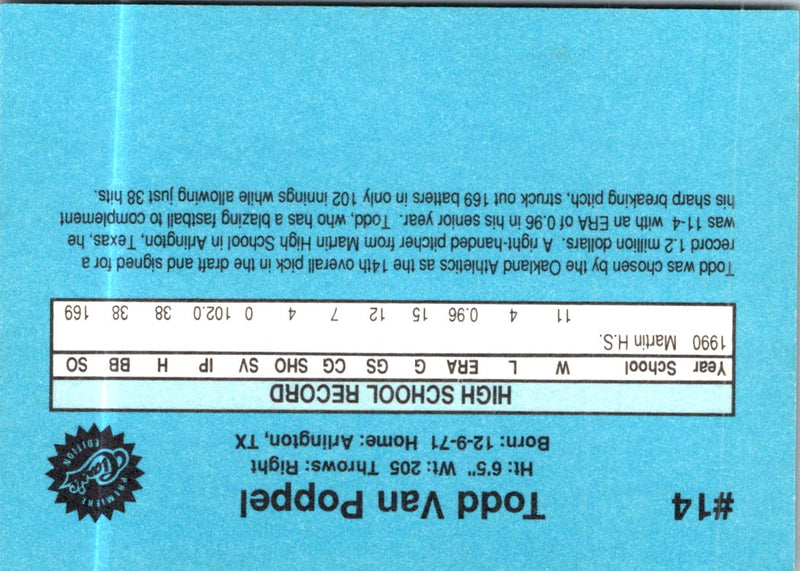 #14 Todd Van Poppel
Ht: 6'5" Wt: 205 Throws: Right
Born: 12-9-71 Home: Arlington, TX
PREMIERE
Classic
EDITION
HIGH SCHOOL RECORD
Year School W L ERA G GS CG SHO SV IP H BB SO
1990 Martin H.S.
11 4 0.96 15 12 7 4 0 102.0 38 38 169
Todd was chosen by the Oakland Athletics as the 14th overall pick in the draft and signed for a
record 1.2 million dollars. A right-handed pitcher from Martin High School in Arlington, Texas, he
was 11-4 with an ERA of 0.96 in his senior year. Todd, who has a blazing fastball to complement
his sharp breaking pitch, struck out 169 batters in only 102 innings while allowing just 38 hits.